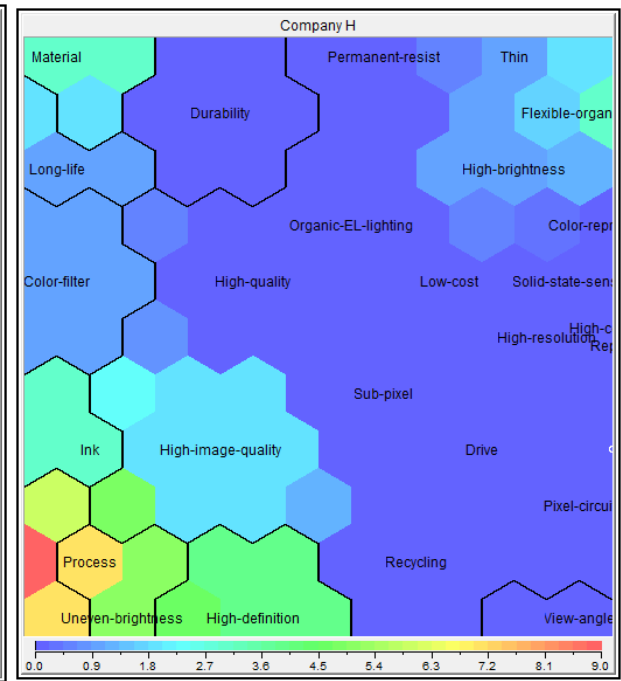 Company H
Material
Permanent-resist
Thin
Durability
Flexible-organ
Long-life
High-brightness
Organic-EL-lighting
Color-repr
Color-filter
High-quality
Low-cost
Solid-state-sens
High-c
High-resolution
Rep
Sub-pixel
Ink
High-image-quality
Drive
Pixel-circui
Process
Recycling
Uneven-brightness
High-definition
View-angle
0.0 0.9 1.8 2.7 3.6 4.5 5.4 6.3 7.2 8.1 9.0